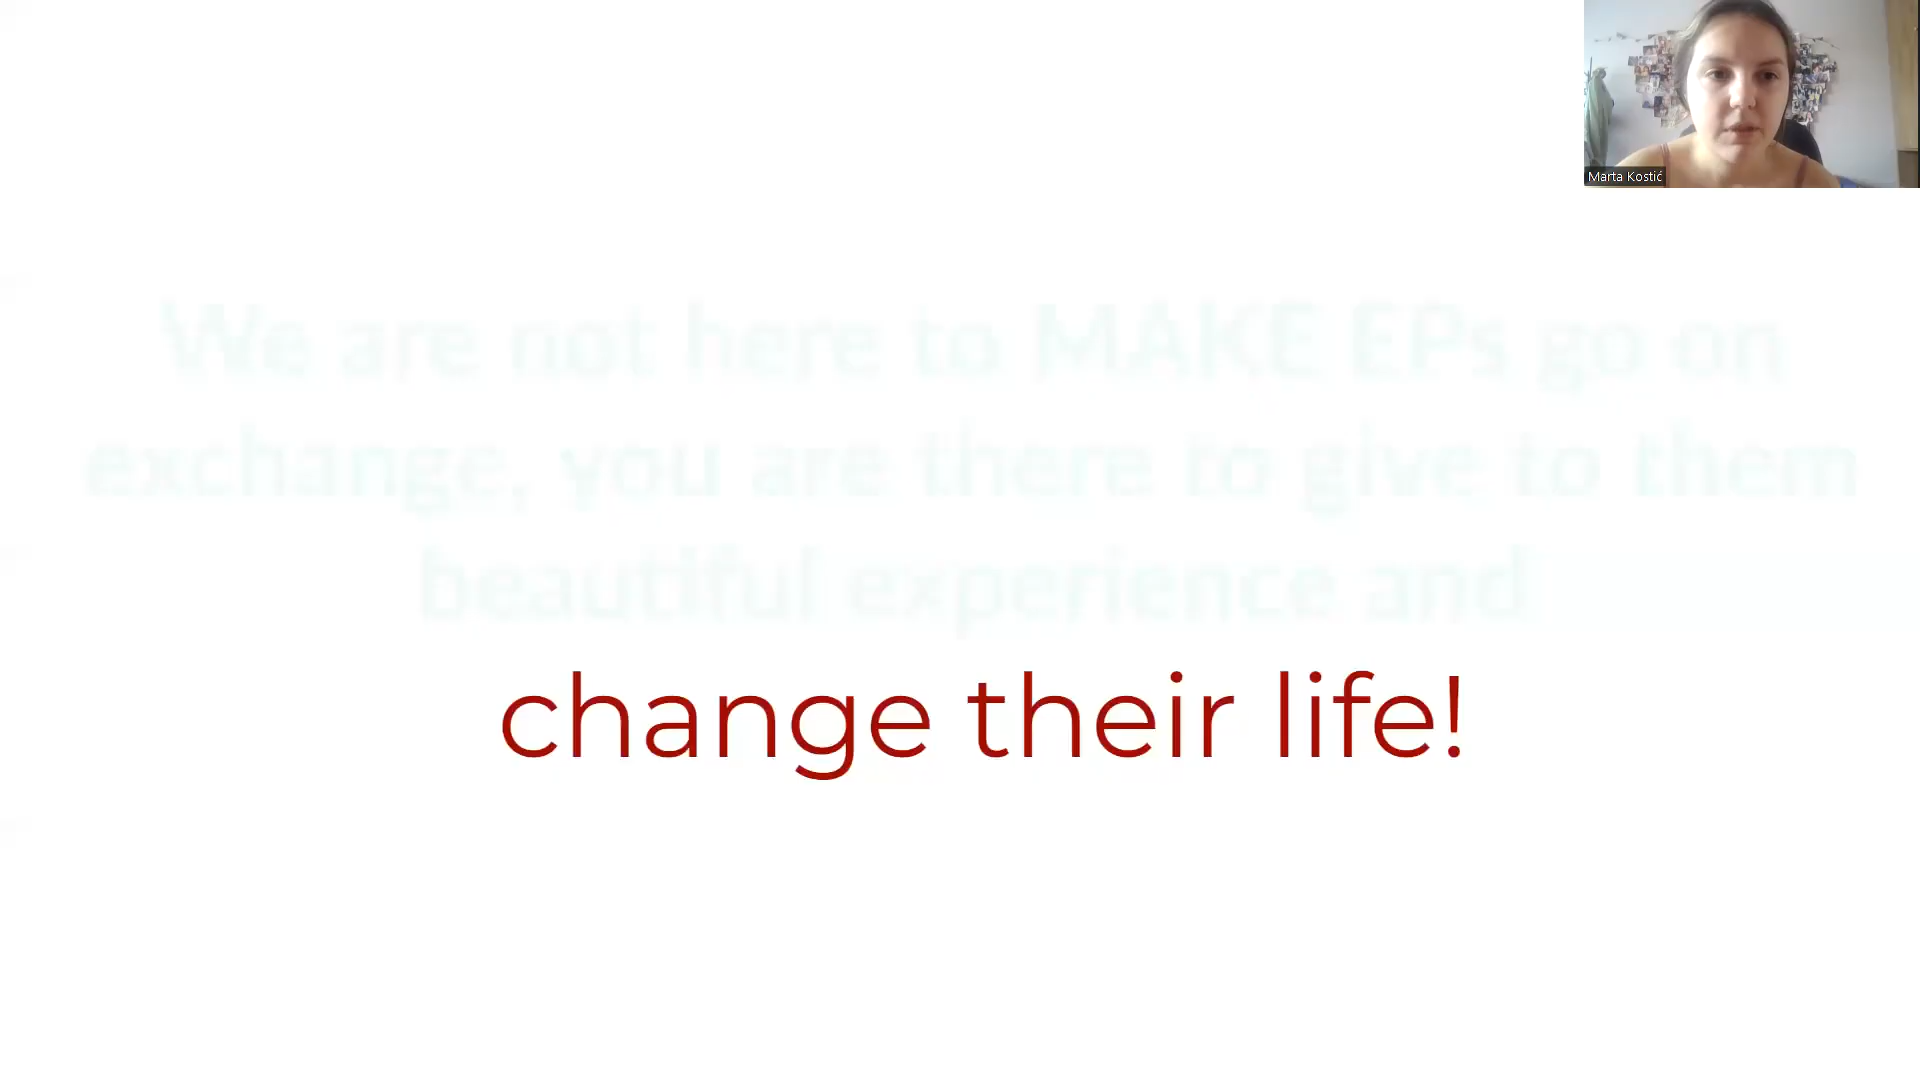 Marta Kostić
We are not here to MAKE EPs go on
exchange, you are there to give to them
beautiful experience and
change their life!